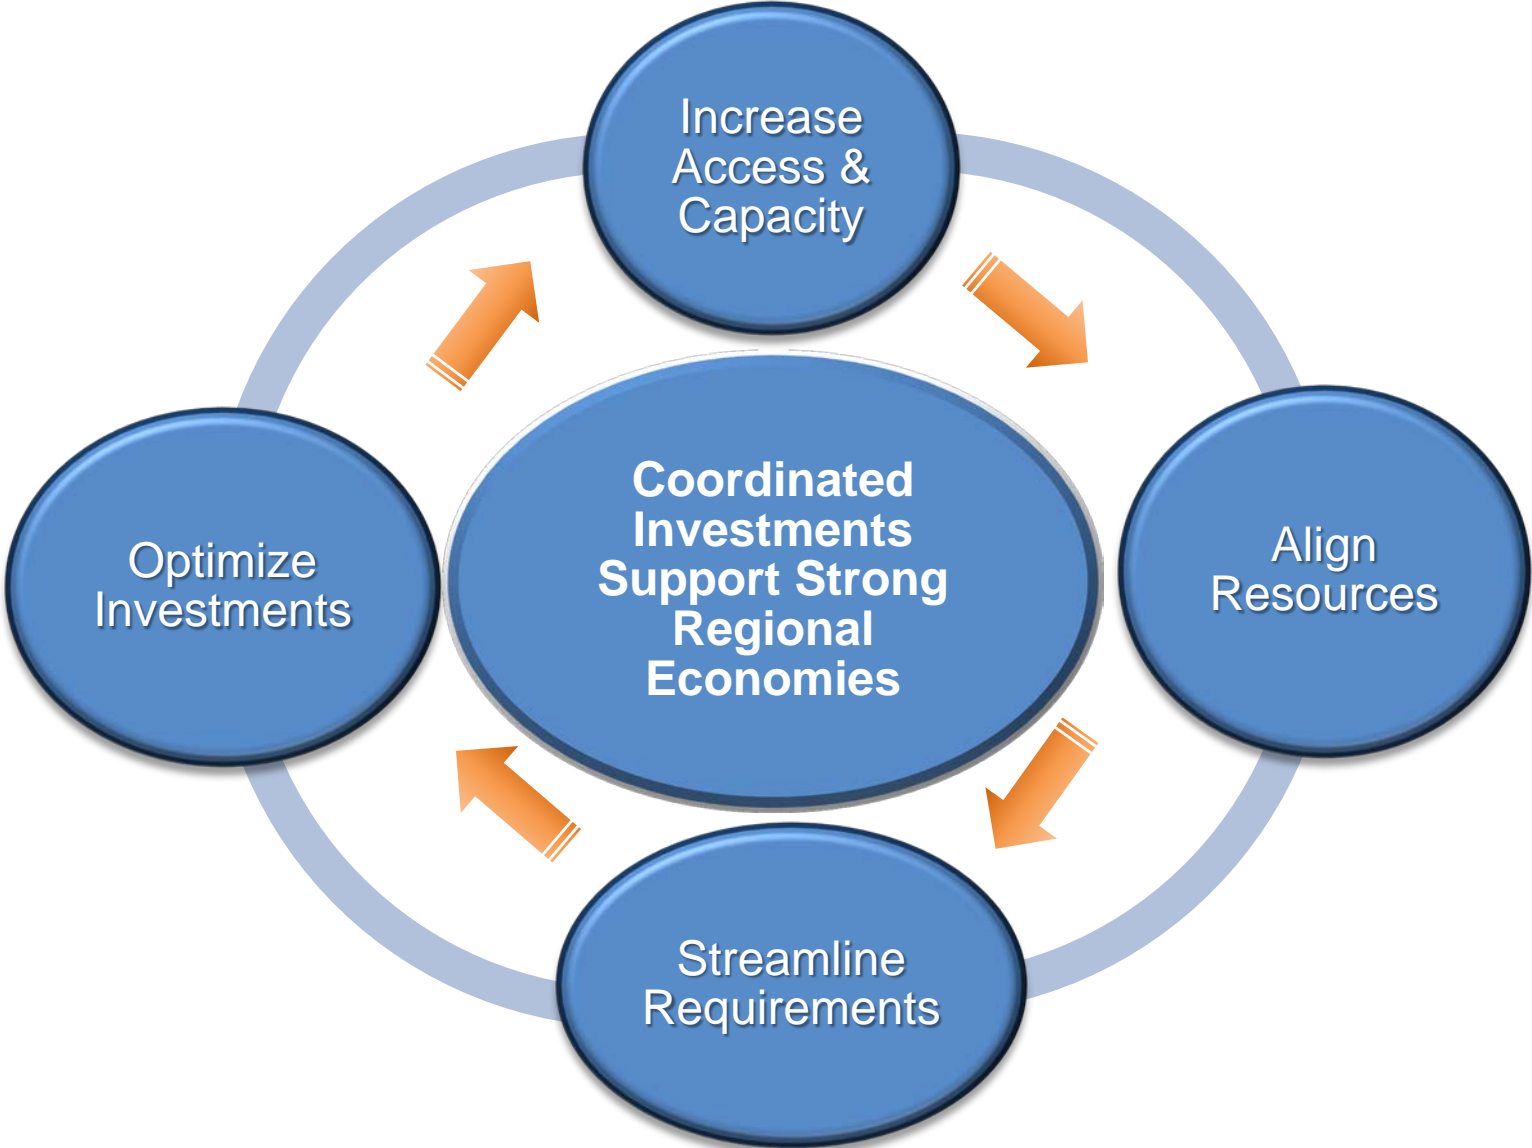 Increase
Access &
Capacity
Coordinated
Investments
Support Strong
Regional
Economies
Align
Resources
Optimize
Investments
Streamline
Requirements